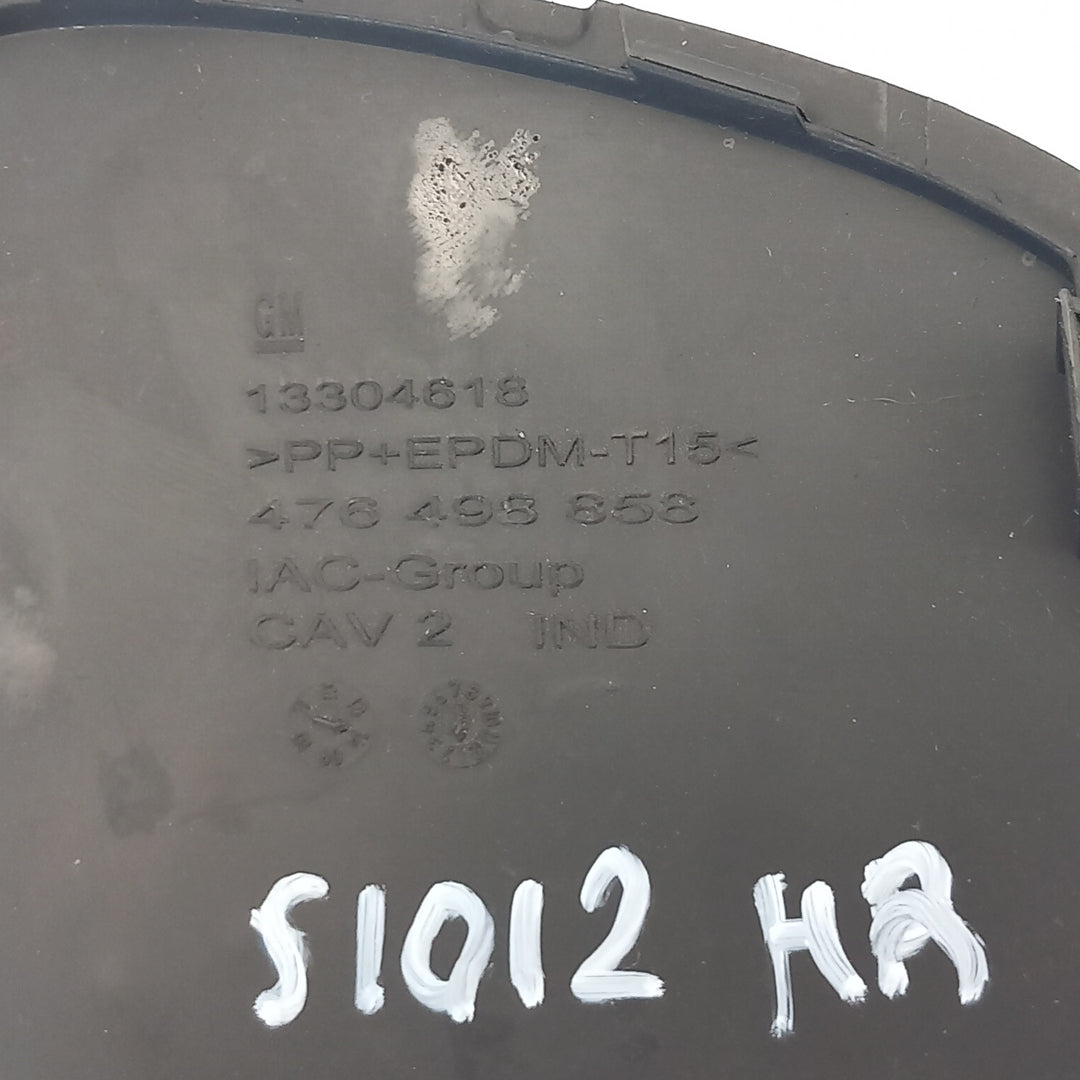 GM
13304618
>PP+EPDM-T15<
476 498 858
IAC-Group
CAV 2 IND
S1012 HR